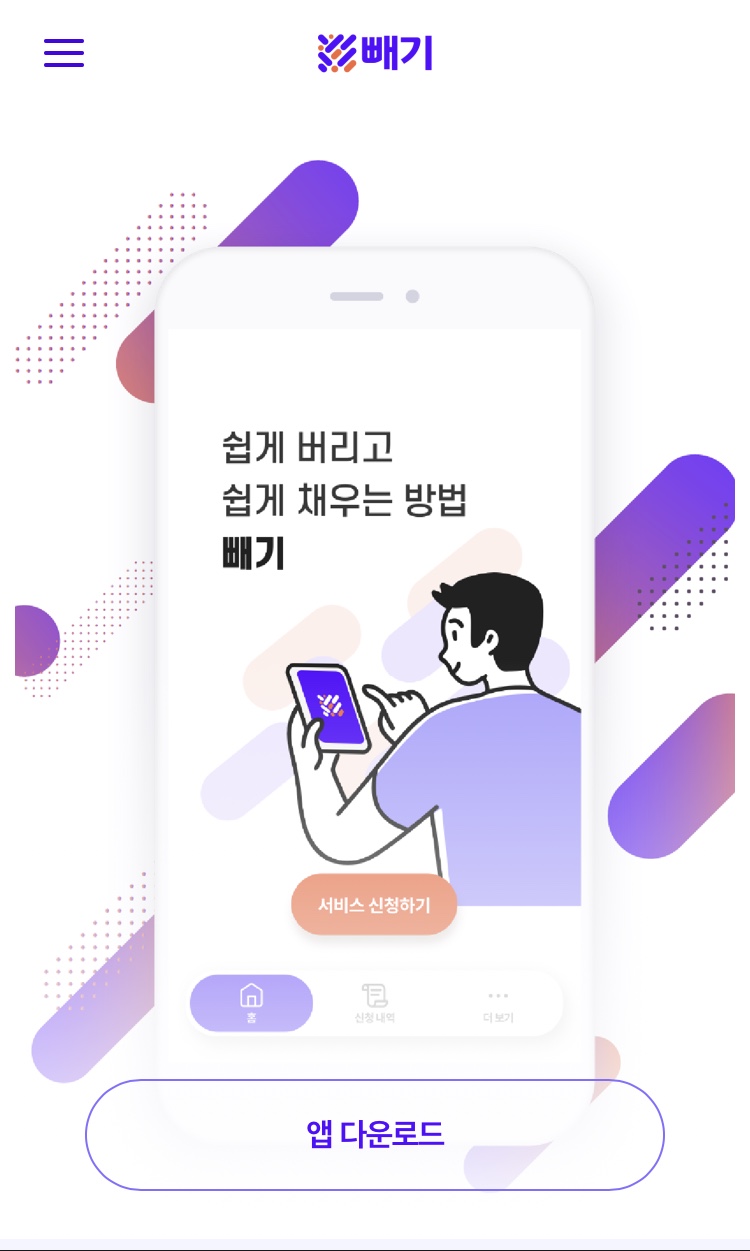 빼기
쉽게 버리고
쉽게 채우는 방법
빼기
서비스 신청하기
홈
신청 내역
더 보기
앱 다운로드